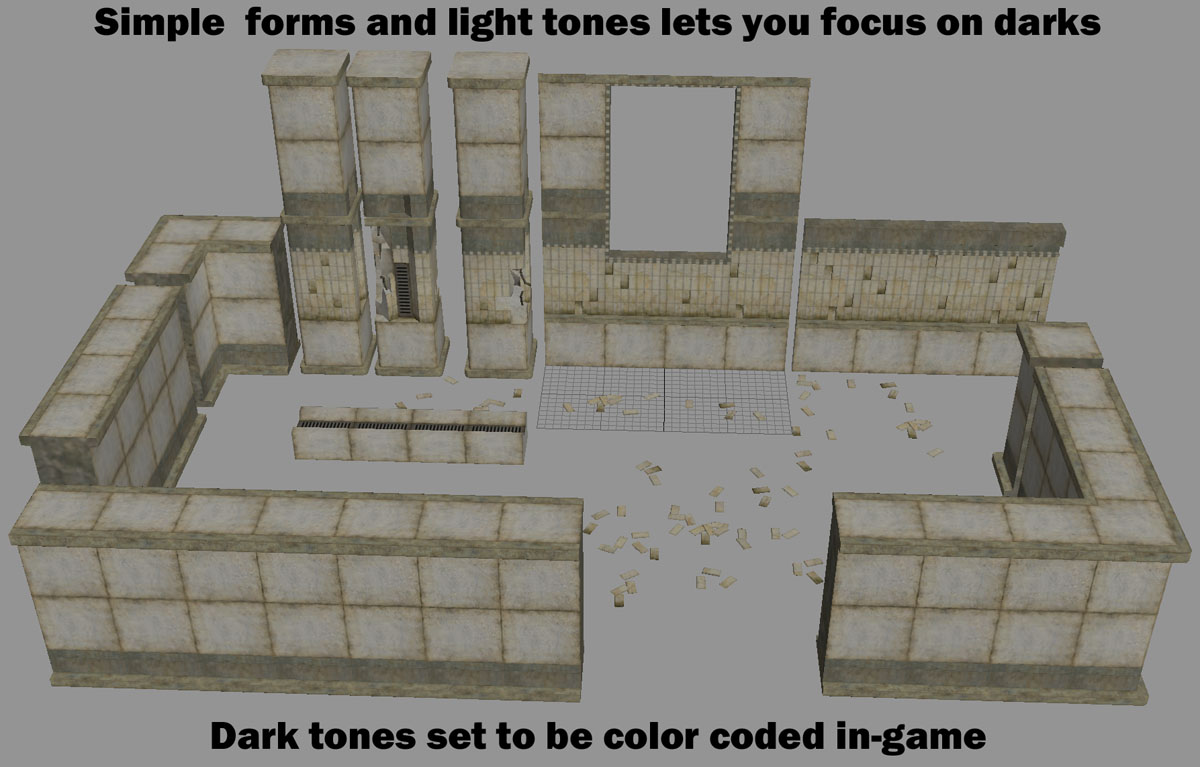 Simple  forms and light tones lets you focus on darks
Dark tones set to be color coded in-game